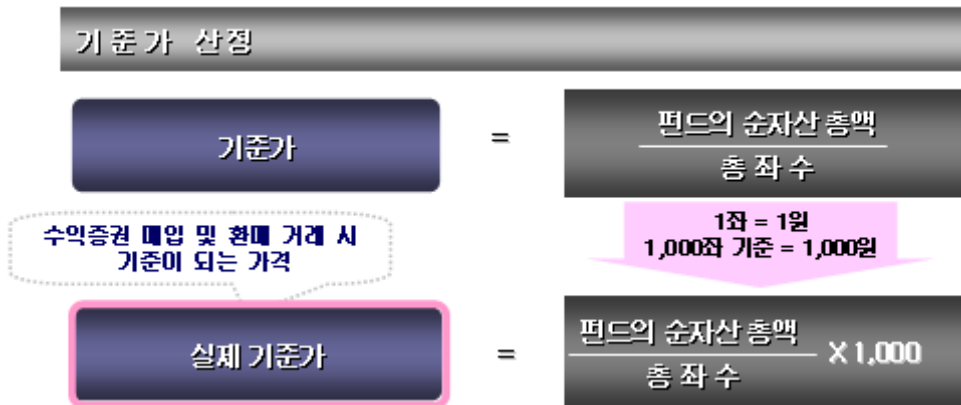 기준가 산정
기준가
=
펀드의 순자산 총액
총 좌 수
수익증권 매입 및 환매 거래 시
기준이 되는 가격
1좌 = 1원
1,000좌 기준 = 1,000원
실제 기준가
=
펀드의 순자산 총액
총 좌 수
X 1,000